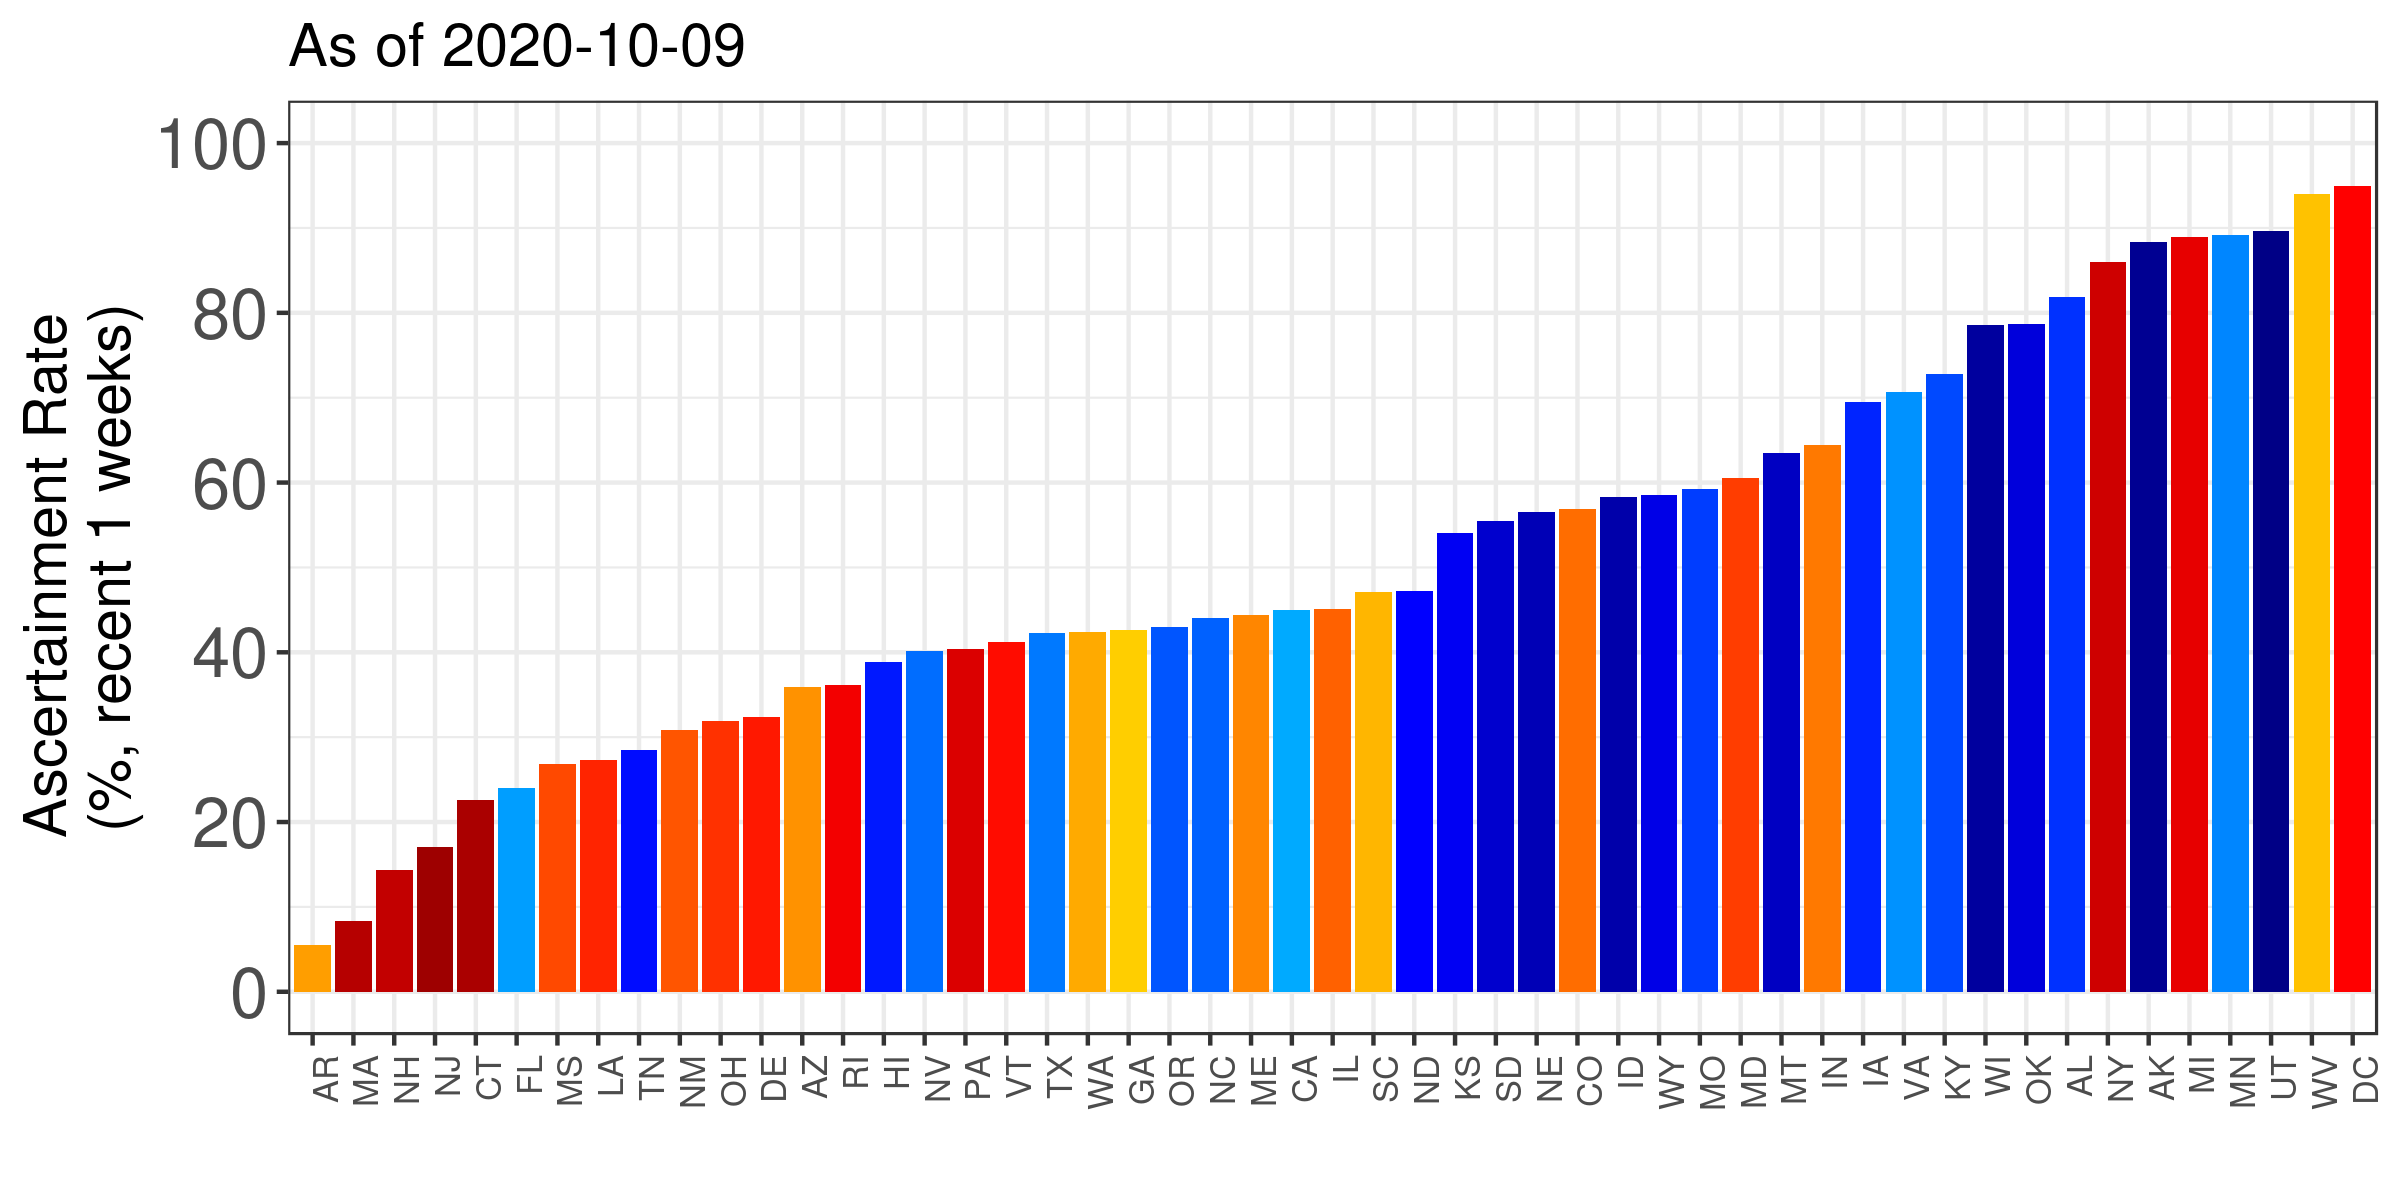 As of 2020-10-09
Ascertainment Rate
(%, recent 1 weeks)
100
80
60
40
20
0
AR MA NH NJ CT FL MS LA TN NM OH DE AZ RI HI NV PA VT TX WA GA OR NC ME CA IL SC ND KS SD NE CO ID WY MO MD MT IN IA VA KY WI OK AL NY AK MI MN UT WV DC